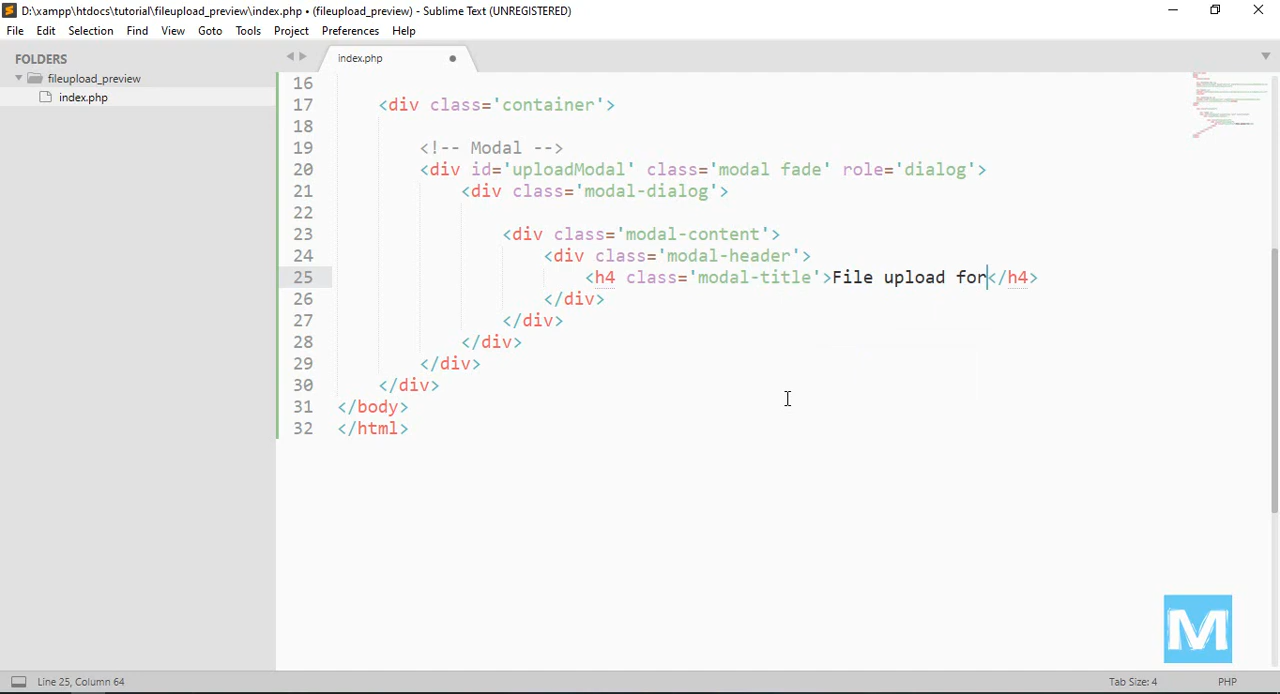 D:\xampp\htdocs\tutorial\fileupload_preview\index.php • (fileupload_preview) - Sublime Text (UNREGISTERED)
File Edit Selection Find View Goto Tools Project Preferences Help
FOLDERS
fileupload_preview
index.php
index.php
16
17 <div class='container'>
18
19 <!-- Modal -->
20 <div id='uploadModal' class='modal fade' role='dialog'>
21 <div class='modal-dialog'>
22
23 <div class='modal-content'>
24 <div class='modal-header'>
25 <h4 class='modal-title'>File upload for</h4>
26 </div>
27 </div>
28 </div>
29 </div>
30 </div>
31 </body>
32 </html>
M
Line 25, Column 64 Tab Size: 4 PHP